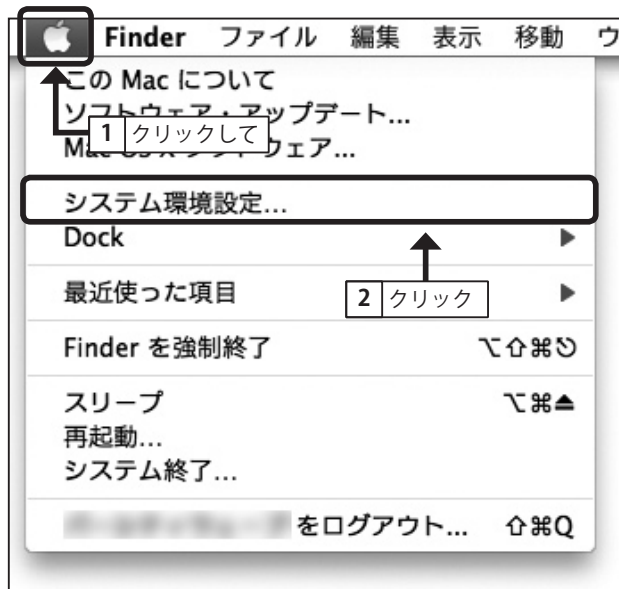 Finder ファイル 編集 表示 移動 ウ
この Mac について
ソフトウェア・アップデート...
1 クリックして
Mac OS X ソフトウェア...
システム環境設定...
Dock ▶
最近使った項目 ▶
2 クリック
Finder を強制終了 ⌥⇧⌘⎋
スリープ ⌥⌘⏏
再起動...
システム終了...
をログアウト... ⇧⌘Q